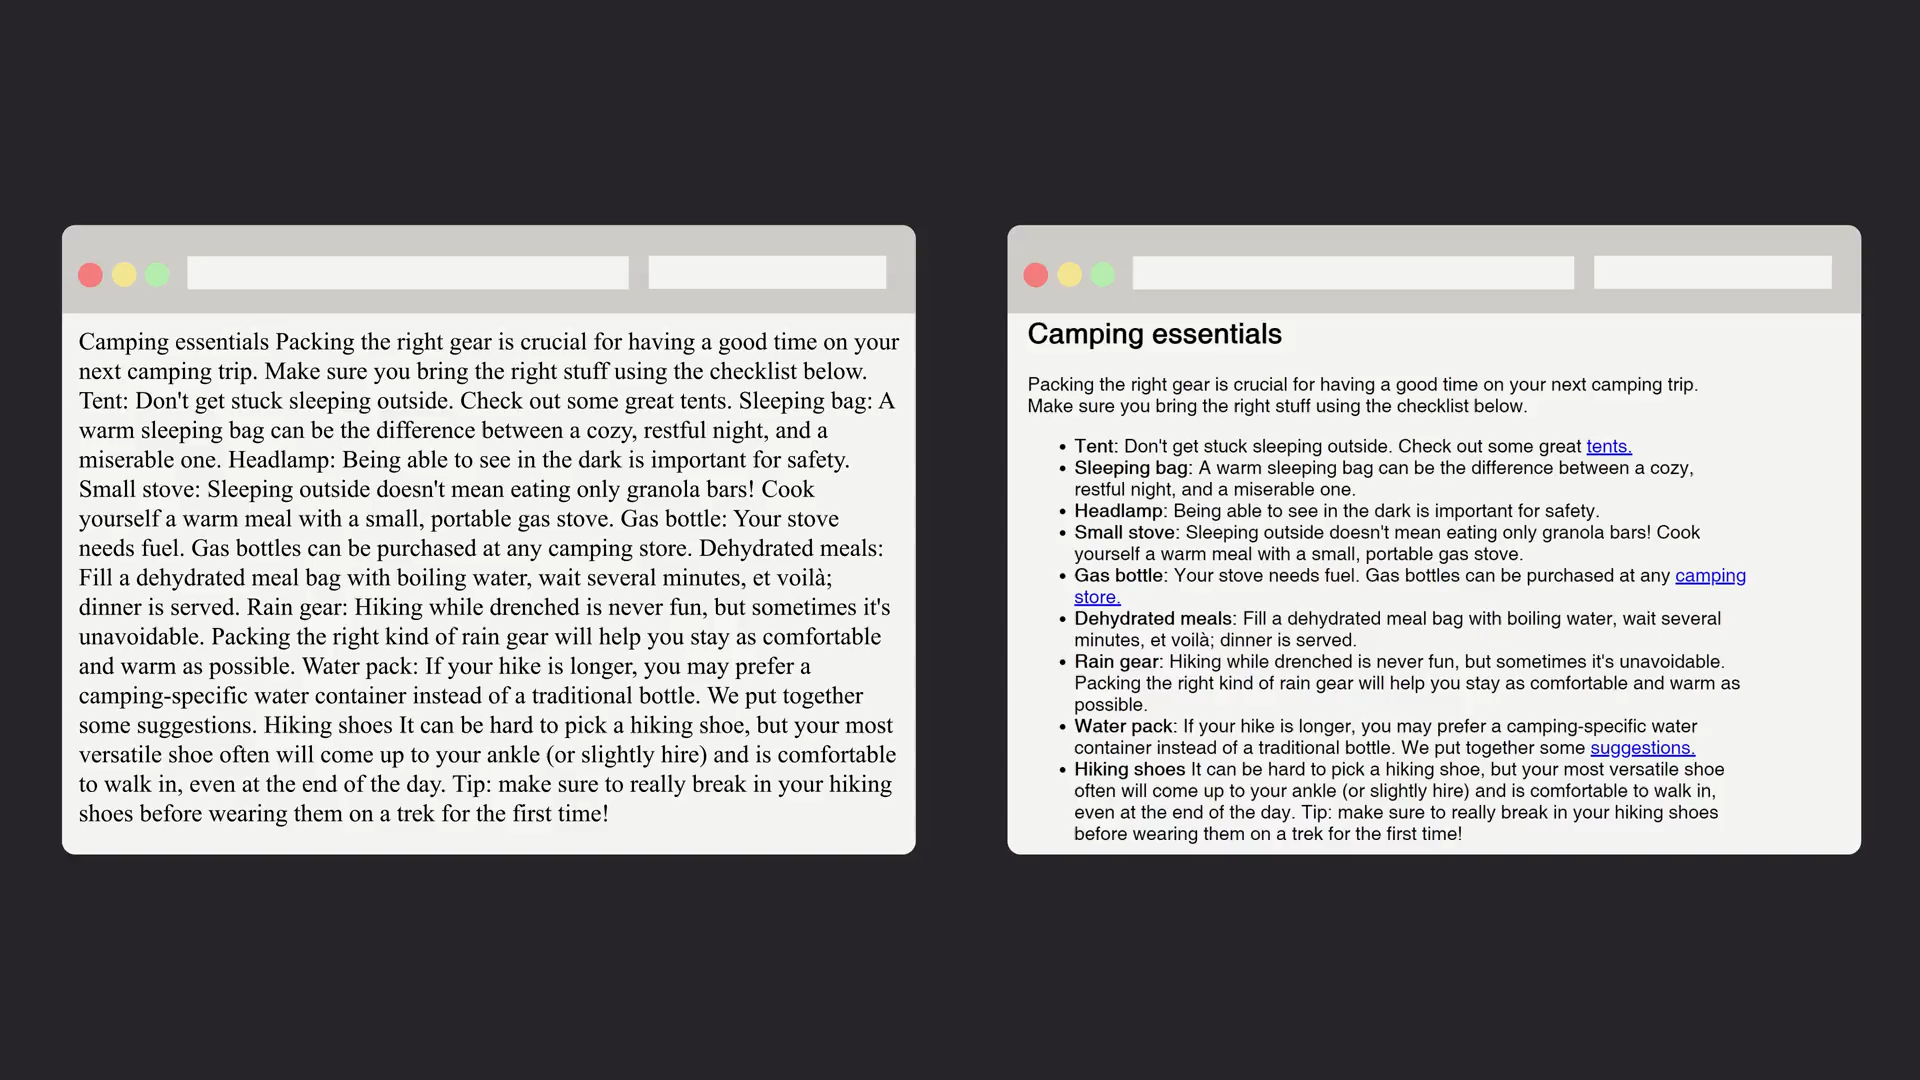 Camping essentials Packing the right gear is crucial for having a good time on your
next camping trip. Make sure you bring the right stuff using the checklist below.
Tent: Don't get stuck sleeping outside. Check out some great tents. Sleeping bag: A
warm sleeping bag can be the difference between a cozy, restful night, and a
miserable one. Headlamp: Being able to see in the dark is important for safety.
Small stove: Sleeping outside doesn't mean eating only granola bars! Cook
yourself a warm meal with a small, portable gas stove. Gas bottle: Your stove
needs fuel. Gas bottles can be purchased at any camping store. Dehydrated meals:
Fill a dehydrated meal bag with boiling water, wait several minutes, et voilà;
dinner is served. Rain gear: Hiking while drenched is never fun, but sometimes it's
unavoidable. Packing the right kind of rain gear will help you stay as comfortable
and warm as possible. Water pack: If your hike is longer, you may prefer a
camping-specific water container instead of a traditional bottle. We put together
some suggestions. Hiking shoes It can be hard to pick a hiking shoe, but your most
versatile shoe often will come up to your ankle (or slightly hire) and is comfortable
to walk in, even at the end of the day. Tip: make sure to really break in your hiking
shoes before wearing them on a trek for the first time!
Camping essentials
Packing the right gear is crucial for having a good time on your next camping trip.
Make sure you bring the right stuff using the checklist below.
• Tent: Don't get stuck sleeping outside. Check out some great tents.
• Sleeping bag: A warm sleeping bag can be the difference between a cozy,
restful night, and a miserable one.
• Headlamp: Being able to see in the dark is important for safety.
• Small stove: Sleeping outside doesn't mean eating only granola bars! Cook
yourself a warm meal with a small, portable gas stove.
• Gas bottle: Your stove needs fuel. Gas bottles can be purchased at any camping
store.
• Dehydrated meals: Fill a dehydrated meal bag with boiling water, wait several
minutes, et voilà; dinner is served.
• Rain gear: Hiking while drenched is never fun, but sometimes it's unavoidable.
Packing the right kind of rain gear will help you stay as comfortable and warm as
possible.
• Water pack: If your hike is longer, you may prefer a camping-specific water
container instead of a traditional bottle. We put together some suggestions.
• Hiking shoes It can be hard to pick a hiking shoe, but your most versatile shoe
often will come up to your ankle (or slightly hire) and is comfortable to walk in,
even at the end of the day. Tip: make sure to really break in your hiking shoes
before wearing them on a trek for the first time!